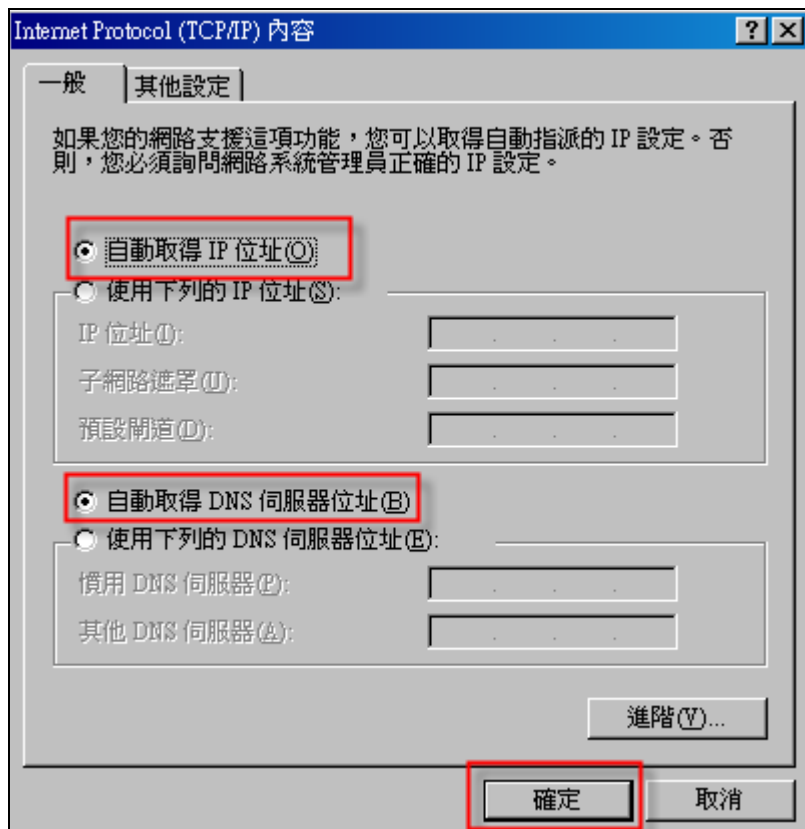 Internet Protocol (TCP/IP) 內容
一般
其他設定
如果您的網路支援這項功能，您可以取得自動指派的 IP 設定。否
則，您必須詢問網路系統管理員正確的 IP 設定。
自動取得 IP 位址(O)
使用下列的 IP 位址(S):
IP 位址(I):
子網路遮罩(U):
預設閘道(D):
自動取得 DNS 伺服器位址(B)
使用下列的 DNS 伺服器位址(E):
慣用 DNS 伺服器(P):
其他 DNS 伺服器(A):
進階(V)...
確定
取消